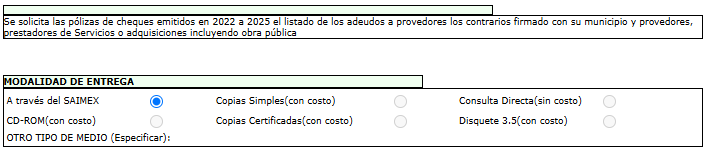 Se solicita las pólizas de cheques emitidos en 2022 a 2025 el listado de los adeudos a provedores los contrarios firmado con su municipio y provedores,
prestadores de Servicios o adquisiciones incluyendo obra pública
MODALIDAD DE ENTREGA
A través del SAIMEX Copias Simples(con costo) Consulta Directa(sin costo)
CD-ROM(con costo) Copias Certificadas(con costo) Disquete 3.5(con costo)
OTRO TIPO DE MEDIO (Especificar):